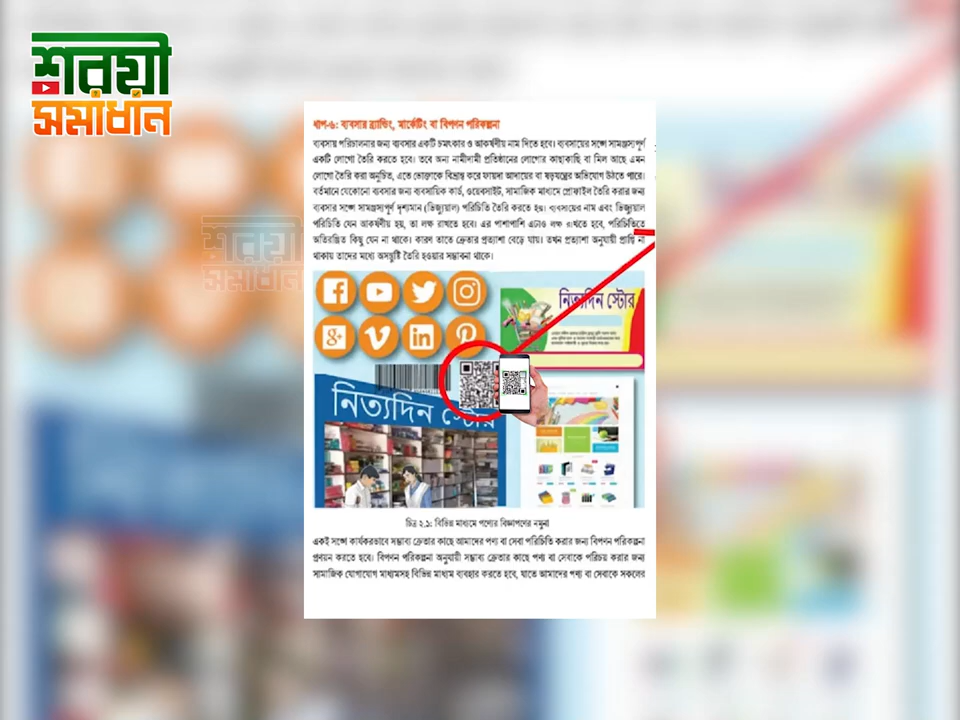 শরয়ী
সমাধান
ধাপ-৬: ব্যবসার ব্র্যান্ডিং, মার্কেটিং বা বিপণন পরিকল্পনা
ব্যবসায় পরিচালনার জন্য ব্যবসার একটি চমৎকার ও আকর্ষণীয় নাম দিতে হবে। ব্যবসায়ের সঙ্গে সামঞ্জস্যপূর্ণ
একটি লোগো তৈরি করতে হবে। তবে অন্য নামীদামী প্রতিষ্ঠানের লোগোর কাছাকাছি বা মিল আছে এমন
লোগো তৈরি করা অনুচিত, এতে ভোক্তাকে বিভ্রান্ত করে ফায়দা আদায়ের বা ষড়যন্ত্রের অভিযোগ উঠতে পারে।
বর্তমানে যেকোনো ব্যবসার জন্য ব্যবসায়িক কার্ড, ওয়েবসাইট, সামাজিক মাধ্যমে প্রোফাইল তৈরি করার জন্য
ব্যবসার সঙ্গে সামঞ্জস্যপূর্ণ দৃশ্যমান (ভিজ্যুয়াল) পরিচিতি তৈরি করতে হয়। ব্যবসায়ের নাম এবং ভিজ্যুয়াল
পরিচিতি যেন আকর্ষণীয় হয়, তা লক্ষ রাখতে হবে। এর পাশাপাশি এটাও লক্ষ রাখতে হবে, পরিচিতিতে
অতিরঞ্জিত কিছু যেন না থাকে। কারণ তাতে ক্রেতার প্রত্যাশা বেড়ে যায়। তখন প্রত্যাশা অনুযায়ী প্রাপ্তি না
থাকায় তাদের মধ্যে অসন্তুষ্টি তৈরি হওয়ার সম্ভাবনা থাকে।
শরয়ী
সমাধান
নিত্যদিন স্টোর
নিত্যদিন স্টোর
চিত্র ২.১: বিভিন্ন মাধ্যমে পণ্যের বিজ্ঞাপনের নমুনা
একই সঙ্গে কার্যকরভাবে সম্ভাব্য ক্রেতার কাছে আমাদের পণ্য বা সেবা পরিচিতি করার জন্য বিপণন পরিকল্পনা
প্রণয়ন করতে হবে। বিপণন পরিকল্পনা অনুযায়ী সম্ভাব্য ক্রেতার কাছে পণ্য বা সেবাকে পরিচয় করার জন্য
সামাজিক যোগাযোগ মাধ্যমসহ বিভিন্ন মাধ্যম ব্যবহার করতে হবে, যাতে আমাদের পণ্য বা সেবাকে সকলের